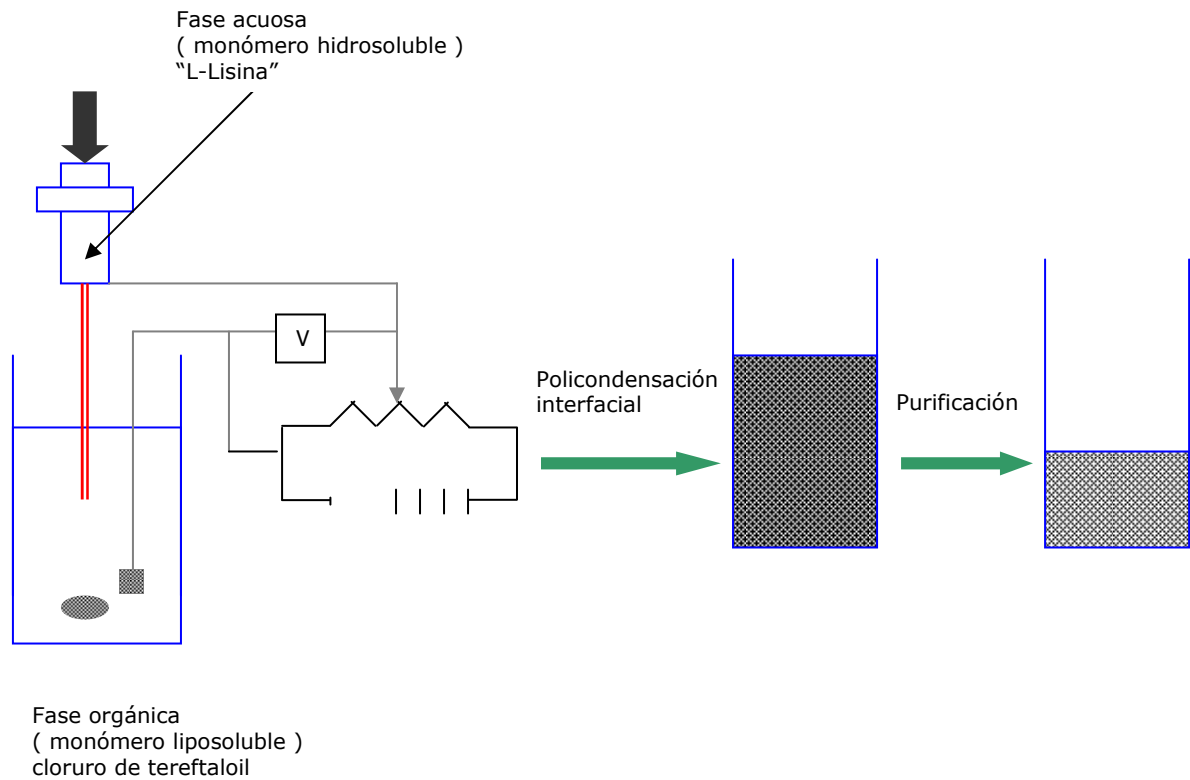 Fase acuosa
( monómero hidrosoluble )
“L-Lisina”
V
Policondensación
interfacial
Purificación
Fase orgánica
( monómero liposoluble )
cloruro de tereftaloil